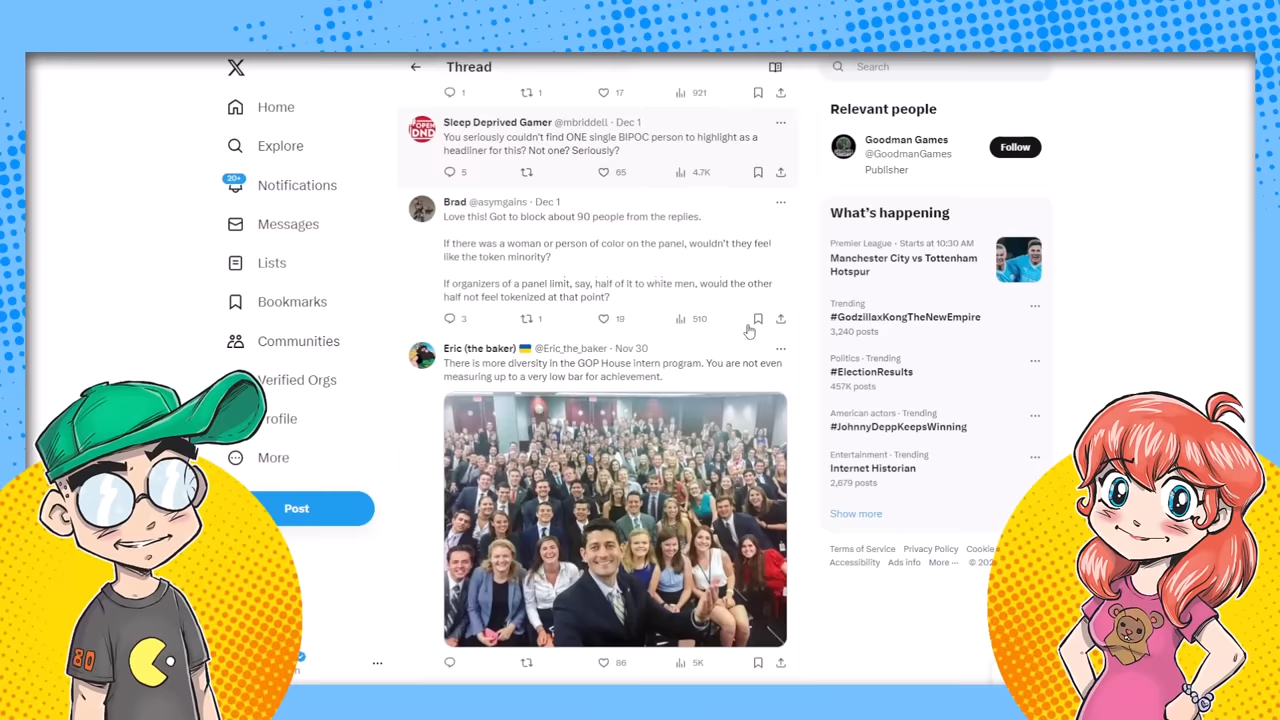 Home
Explore
20+
Notifications
Messages
Lists
Bookmarks
Communities
Verified Orgs
rofile
More
Post
Thread
1
1
17
921
Sleep Deprived Gamer @mbriddell · Dec 1
You seriously couldn't find ONE single BIPOC person to highlight as a
headliner for this? Not one? Seriously?
5
65
4.7K
Brad @asymgains · Dec 1
Love this! Got to block about 90 people from the replies.
If there was a woman or person of color on the panel, wouldn't they feel
like the token minority?
If organizers of a panel limit, say, half of it to white men, would the other
half not feel tokenized at that point?
3
1
19
510
Eric (the baker) @Eric_the_baker · Nov 30
There is more diversity in the GOP House intern program. You are not even
measuring up to a very low bar for achievement.
86
5K
Search
Relevant people
Goodman Games
@GoodmanGames
Follow
Publisher
What's happening
Premier League · Starts at 10:30 AM
Manchester City vs Tottenham
Hotspur
Trending
#GodzillaxKongTheNewEmpire
3,240 posts
Politics · Trending
#ElectionResults
457K posts
American actors · Trending
#JohnnyDeppKeepsWinning
Entertainment · Trending
Internet Historian
2,679 posts
Show more
Terms of Service Privacy Policy Cookie
Accessibility Ads info More ··· © 202
80